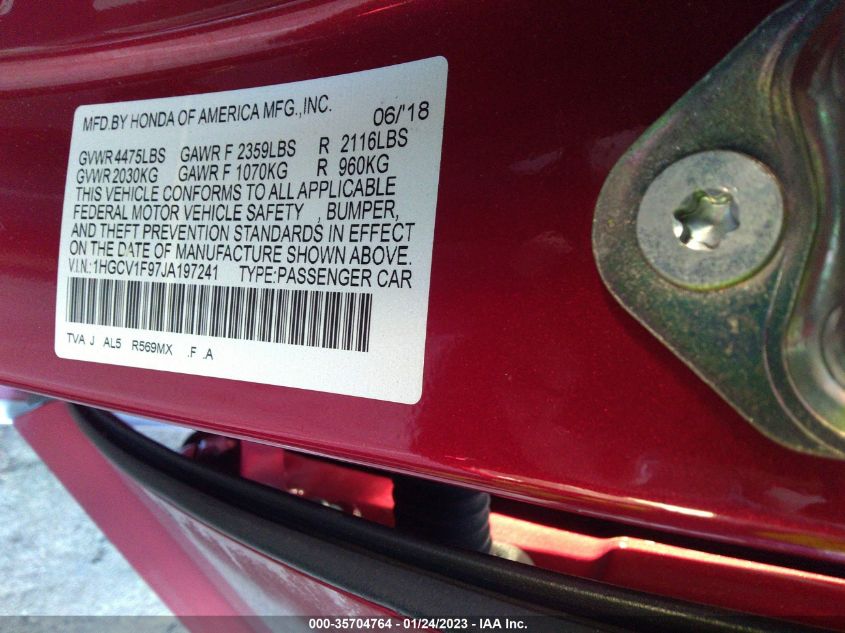 MFD.BY HONDA OF AMERICA MFG.,INC. 06/'18
GVWR 4475LBS GAWR F 2359LBS R 2116LBS
GVWR 2030KG GAWR F 1070KG R 960KG
THIS VEHICLE CONFORMS TO ALL APPLICABLE
FEDERAL MOTOR VEHICLE SAFETY , BUMPER,
AND THEFT PREVENTION STANDARDS IN EFFECT
ON THE DATE OF MANUFACTURE SHOWN ABOVE.
V.I.N.:1HGCV1F97JA197241 TYPE:PASSENGER CAR
TVA J AL5 R569MX .F .A
000-35704764 - 01/24/2023 - IAA Inc.